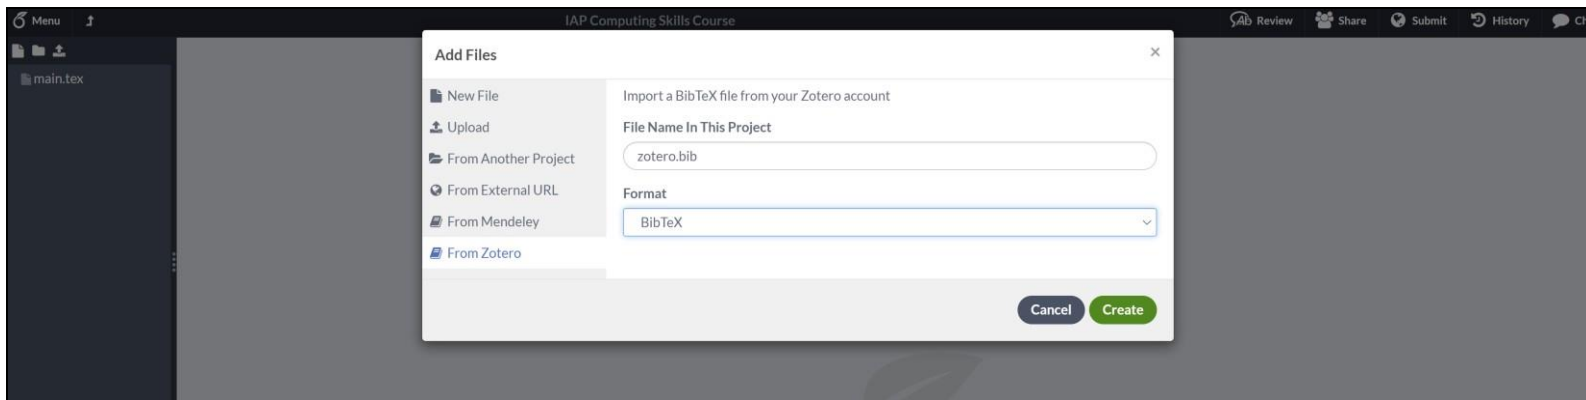 Menu
IAP Computing Skills Course
Review
Share
Submit
History
Ch
main.tex
Add Files
×
New File
Upload
From Another Project
From External URL
From Mendeley
From Zotero
Import a BibTeX file from your Zotero account
File Name In This Project
zotero.bib
Format
BibTeX
Cancel
Create